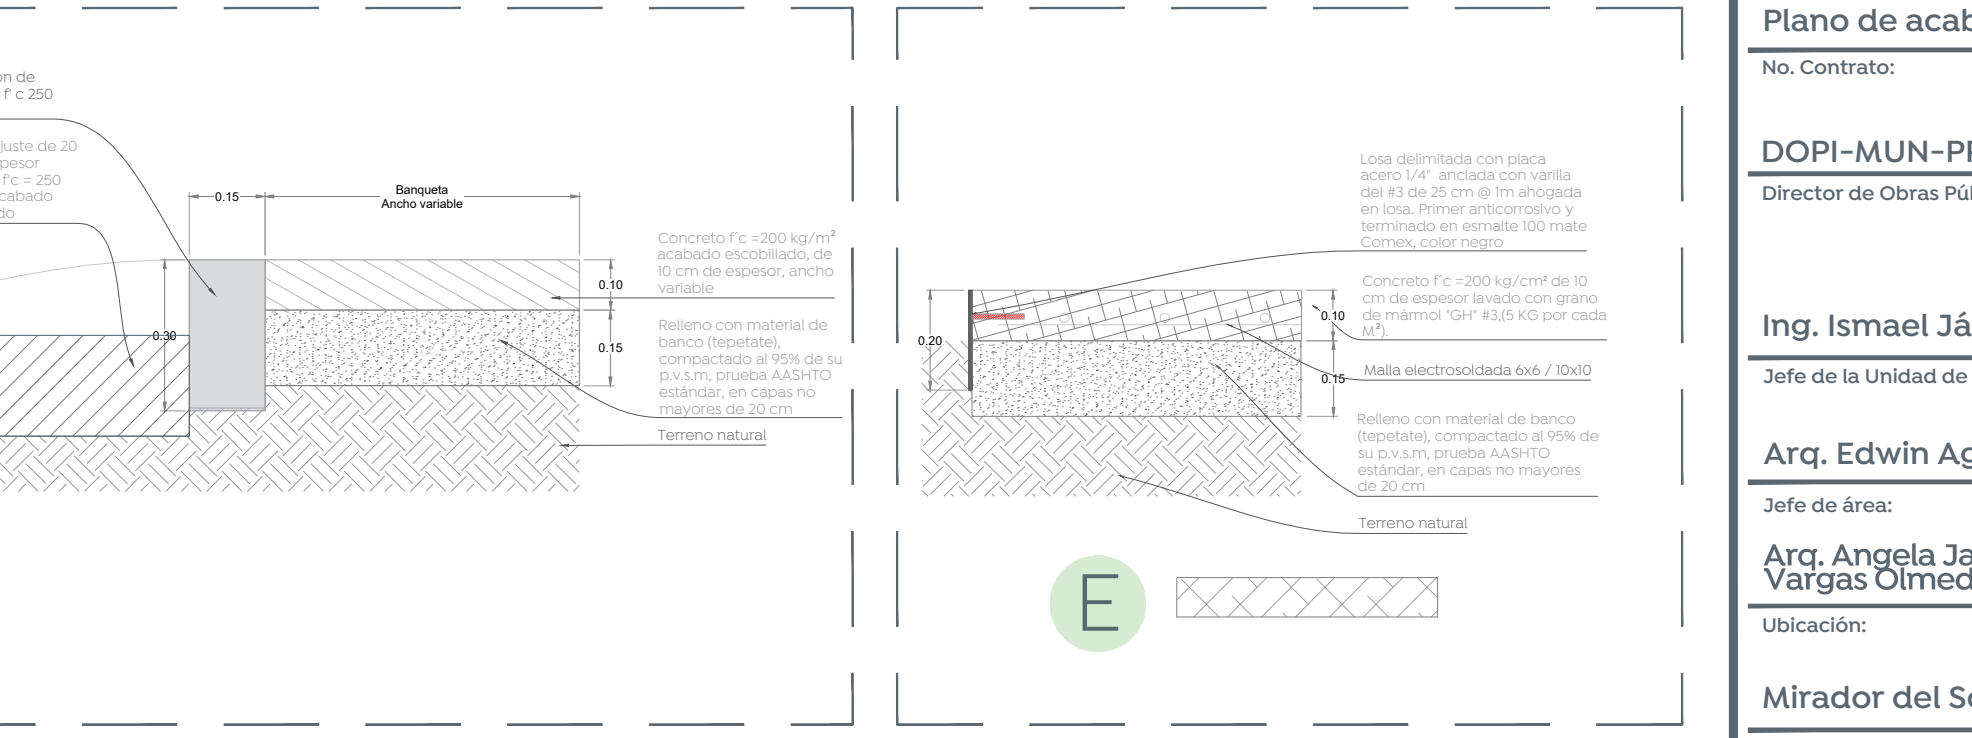 f' c 250
juste de 20
f'c = 250
0.15
Banqueta
Ancho variable
0.30
0.10
0.15
Concreto f´c =200 kg/m²
acabado escobillado, de
10 cm de espesor, ancho
variable
Relleno con material de
banco (tepetate),
compactado al 95% de su
p.v.s.m, prueba AASHTO
estándar, en capas no
mayores de 20 cm
Terreno natural
Losa delimitada con placa
acero 1/4" anclada con varilla
del #3 de 25 cm @ 1m ahogada
en losa. Primer anticorrosivo y
terminado en esmalte 100 mate
Comex, color negro
Concreto f´c =200 kg/cm² de 10
cm de espesor lavado con grano
de mármol "GH" #3,(5 KG por cada
M²).
Malla electrosoldada 6x6 / 10x10
0.20
0.10
0.15
Relleno con material de banco
(tepetate), compactado al 95% de
su p.v.s.m, prueba AASHTO
estándar, en capas no mayores
de 20 cm
Terreno natural
E
Plano de acab
No. Contrato:
DOPI-MUN-P
Director de Obras Púb
Ing. Ismael Já
Jefe de la Unidad de
Arq. Edwin Ag
Jefe de área:
Arq. Angela Ja
Vargas Olmed
Ubicación:
Mirador del So